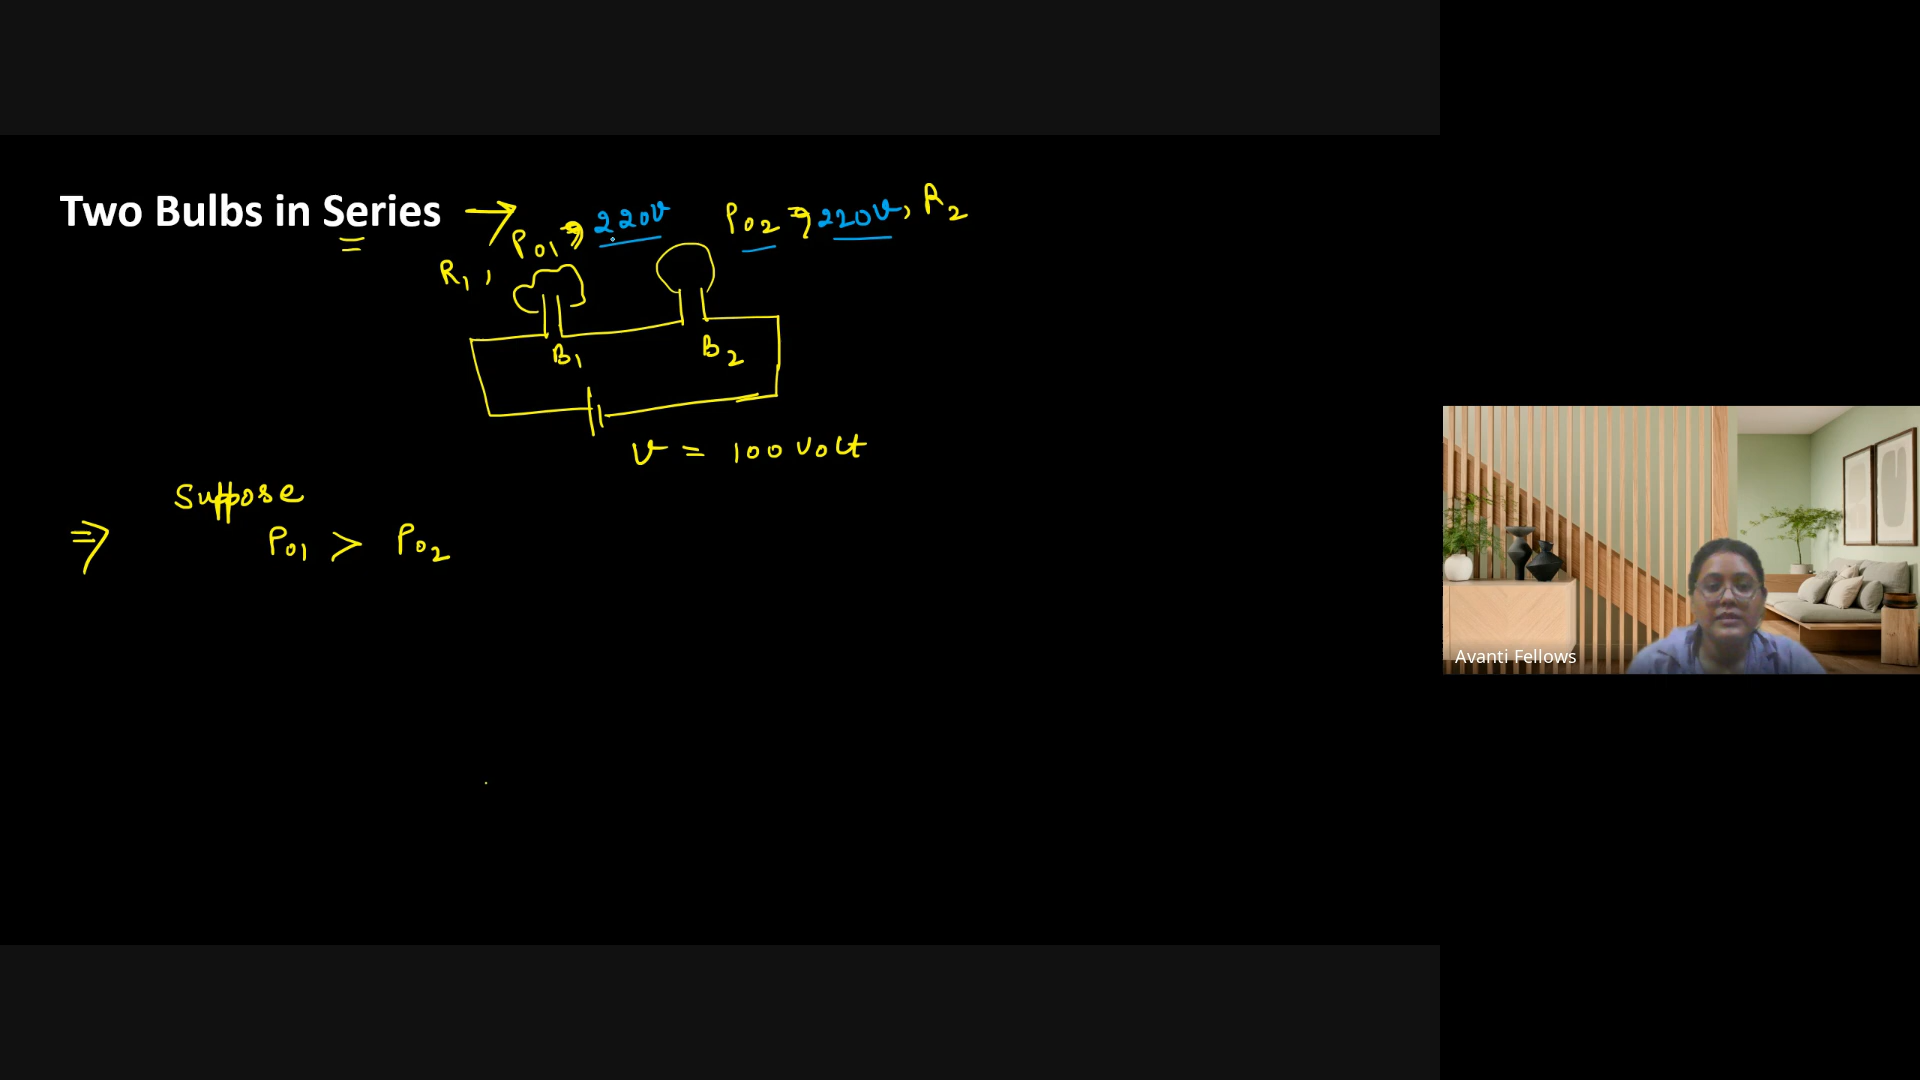 Two Bulbs in Series →
R1, P01 → 220V
P02 → 220V, R2
B1
B2
V = 100 Volt
Suppose
⇒ P01 > P02
Avanti Fellows